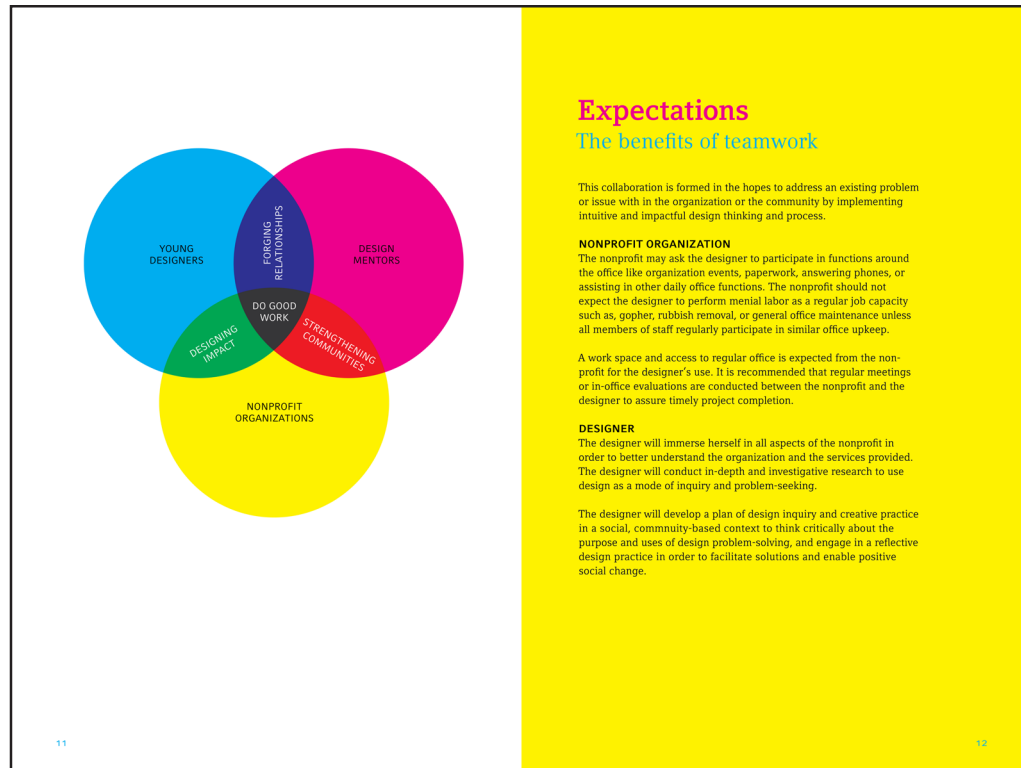 YOUNG
DESIGNERS
FORGING
RELATIONSHIPS
DESIGN
MENTORS
DO GOOD
WORK
DESIGNING
IMPACT
STRENGTHENING
COMMUNITIES
NONPROFIT
ORGANIZATIONS
11
Expectations
The benefits of teamwork
This collaboration is formed in the hopes to address an existing problem
or issue with in the organization or the community by implementing
intuitive and impactful design thinking and process.
NONPROFIT ORGANIZATION
The nonprofit may ask the designer to participate in functions around
the office like organization events, paperwork, answering phones, or
assisting in other daily office functions. The nonprofit should not
expect the designer to perform menial labor as a regular job capacity
such as, gopher, rubbish removal, or general office maintenance unless
all members of staff regularly participate in similar office upkeep.
A work space and access to regular office is expected from the non-
profit for the designer's use. It is recommended that regular meetings
or in-office evaluations are conducted between the nonprofit and the
designer to assure timely project completion.
DESIGNER
The designer will immerse herself in all aspects of the nonprofit in
order to better understand the organization and the services provided.
The designer will conduct in-depth and investigative research to use
design as a mode of inquiry and problem-seeking.
The designer will develop a plan of design inquiry and creative practice
in a social, commnuity-based context to think critically about the
purpose and uses of design problem-solving, and engage in a reflective
design practice in order to facilitate solutions and enable positive
social change.
12